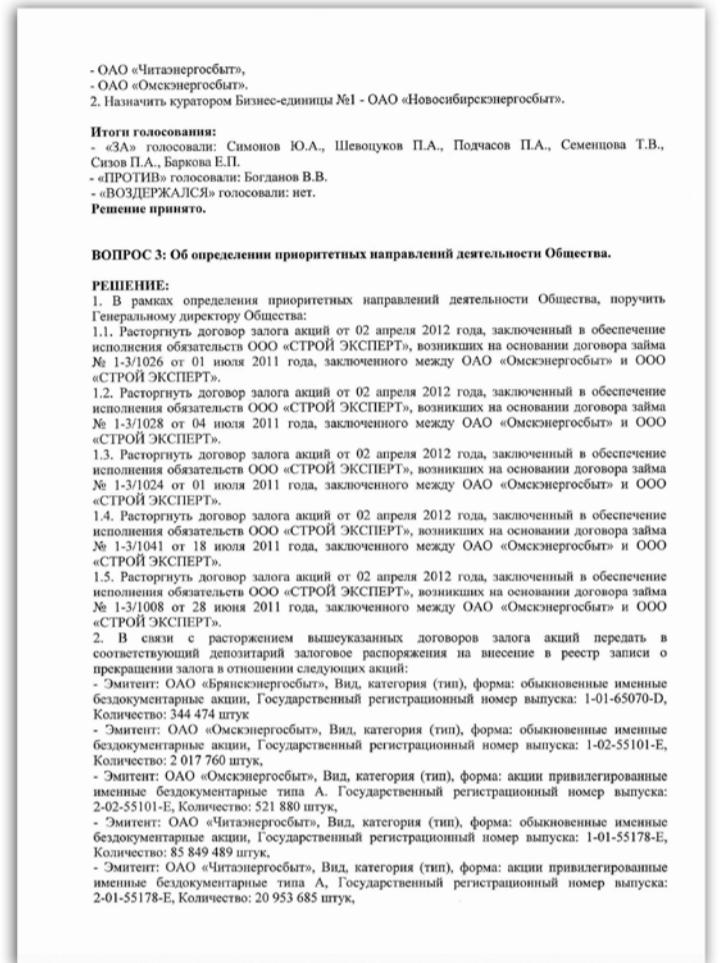 - ОАО «Читаэнергосбыт»,
- ОАО «Омскэнергосбыт».
2. Назначить куратором Бизнес-единицы №1 - ОАО «Новосибирскэнергосбыт».
Итоги голосования:
- «ЗА» голосовали: Симонов Ю.А., Шевоцуков П.А., Подчасов П.А., Семенцова Т.В.,
Сизов П.А., Баркова Е.П.
- «ПРОТИВ» голосовали: Богданов В.В.
- «ВОЗДЕРЖАЛСЯ» голосовали: нет.
Решение принято.
ВОПРОС 3: Об определении приоритетных направлений деятельности Общества.
РЕШЕНИЕ:
1. В рамках определения приоритетных направлений деятельности Общества, поручить
Генеральному директору Общества:
1.1. Расторгнуть договор залога акций от 02 апреля 2012 года, заключенный в обеспечение
исполнения обязательств ООО «СТРОЙ ЭКСПЕРТ», возникших на основании договора займа
№ 1-3/1026 от 01 июля 2011 года, заключенного между ОАО «Омскэнергосбыт» и ООО
«СТРОЙ ЭКСПЕРТ».
1.2. Расторгнуть договор залога акций от 02 апреля 2012 года, заключенный в обеспечение
исполнения обязательств ООО «СТРОЙ ЭКСПЕРТ», возникших на основании договора займа
№ 1-3/1028 от 04 июля 2011 года, заключенного между ОАО «Омскэнергосбыт» и ООО
«СТРОЙ ЭКСПЕРТ».
1.3. Расторгнуть договор залога акций от 02 апреля 2012 года, заключенный в обеспечение
исполнения обязательств ООО «СТРОЙ ЭКСПЕРТ», возникших на основании договора займа
№ 1-3/1024 от 01 июля 2011 года, заключенного между ОАО «Омскэнергосбыт» и ООО
«СТРОЙ ЭКСПЕРТ».
1.4. Расторгнуть договор залога акций от 02 апреля 2012 года, заключенный в обеспечение
исполнения обязательств ООО «СТРОЙ ЭКСПЕРТ», возникших на основании договора займа
№ 1-3/1041 от 18 июля 2011 года, заключенного между ОАО «Омскэнергосбыт» и ООО
«СТРОЙ ЭКСПЕРТ».
1.5. Расторгнуть договор залога акций от 02 апреля 2012 года, заключенный в обеспечение
исполнения обязательств ООО «СТРОЙ ЭКСПЕРТ», возникших на основании договора займа
№ 1-3/1008 от 28 июня 2011 года, заключенного между ОАО «Омскэнергосбыт» и ООО
«СТРОЙ ЭКСПЕРТ».
2. В связи с расторжением вышеуказанных договоров залога акций передать в
соответствующий депозитарий залоговое распоряжения на внесение в реестр записи о
прекращении залога в отношении следующих акций:
- Эмитент: ОАО «Брянскэнергосбыт», Вид, категория (тип), форма: обыкновенные именные
бездокументарные акции, Государственный регистрационный номер выпуска: 1-01-65070-D,
Количество: 344 474 штук
- Эмитент: ОАО «Омскэнергосбыт», Вид, категория (тип), форма: обыкновенные именные
бездокументарные акции, Государственный регистрационный номер выпуска: 1-02-55101-E,
Количество: 2 017 760 штук,
- Эмитент: ОАО «Омскэнергосбыт», Вид, категория (тип), форма: акции привилегированные
именные бездокументарные типа А. Государственный регистрационный номер выпуска:
2-02-55101-E, Количество: 521 880 штук,
- Эмитент: ОАО «Читаэнергосбыт», Вид, категория (тип), форма: обыкновенные именные
бездокументарные акции, Государственный регистрационный номер выпуска: 1-01-55178-E,
Количество: 85 849 489 штук,
- Эмитент: ОАО «Читаэнергосбыт», Вид, категория (тип), форма: акции привилегированные
именные бездокументарные типа А, Государственный регистрационный номер выпуска:
2-01-55178-E, Количество: 20 953 685 штук,